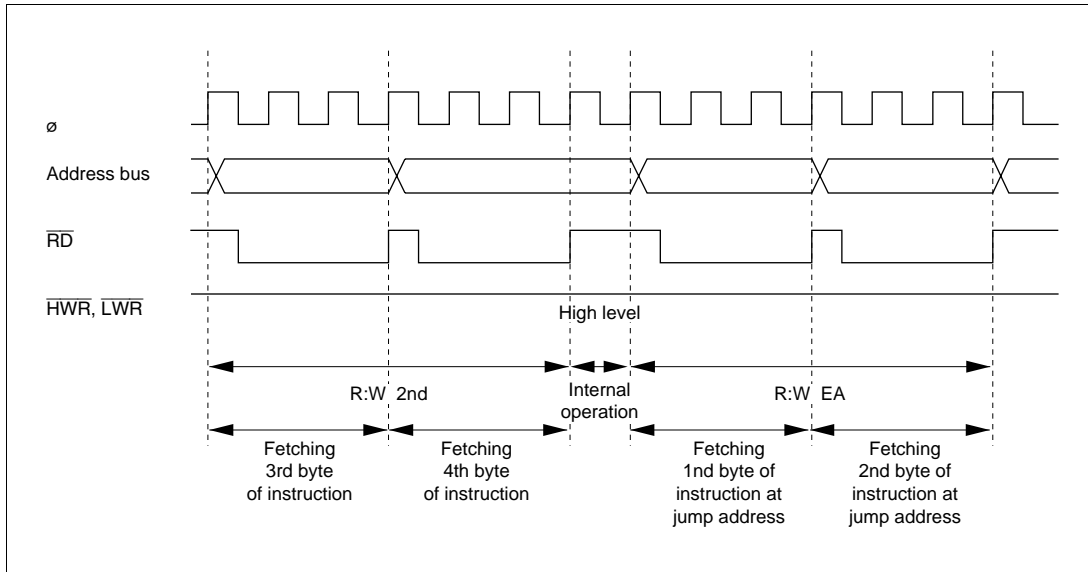 ø
Address bus
RD
HWR, LWR
High level
R:W 2nd
Internal
operation
R:W EA
Fetching
3rd byte
of instruction
Fetching
4th byte
of instruction
Fetching
1nd byte of
instruction at
jump address
Fetching
2nd byte of
instruction at
jump address